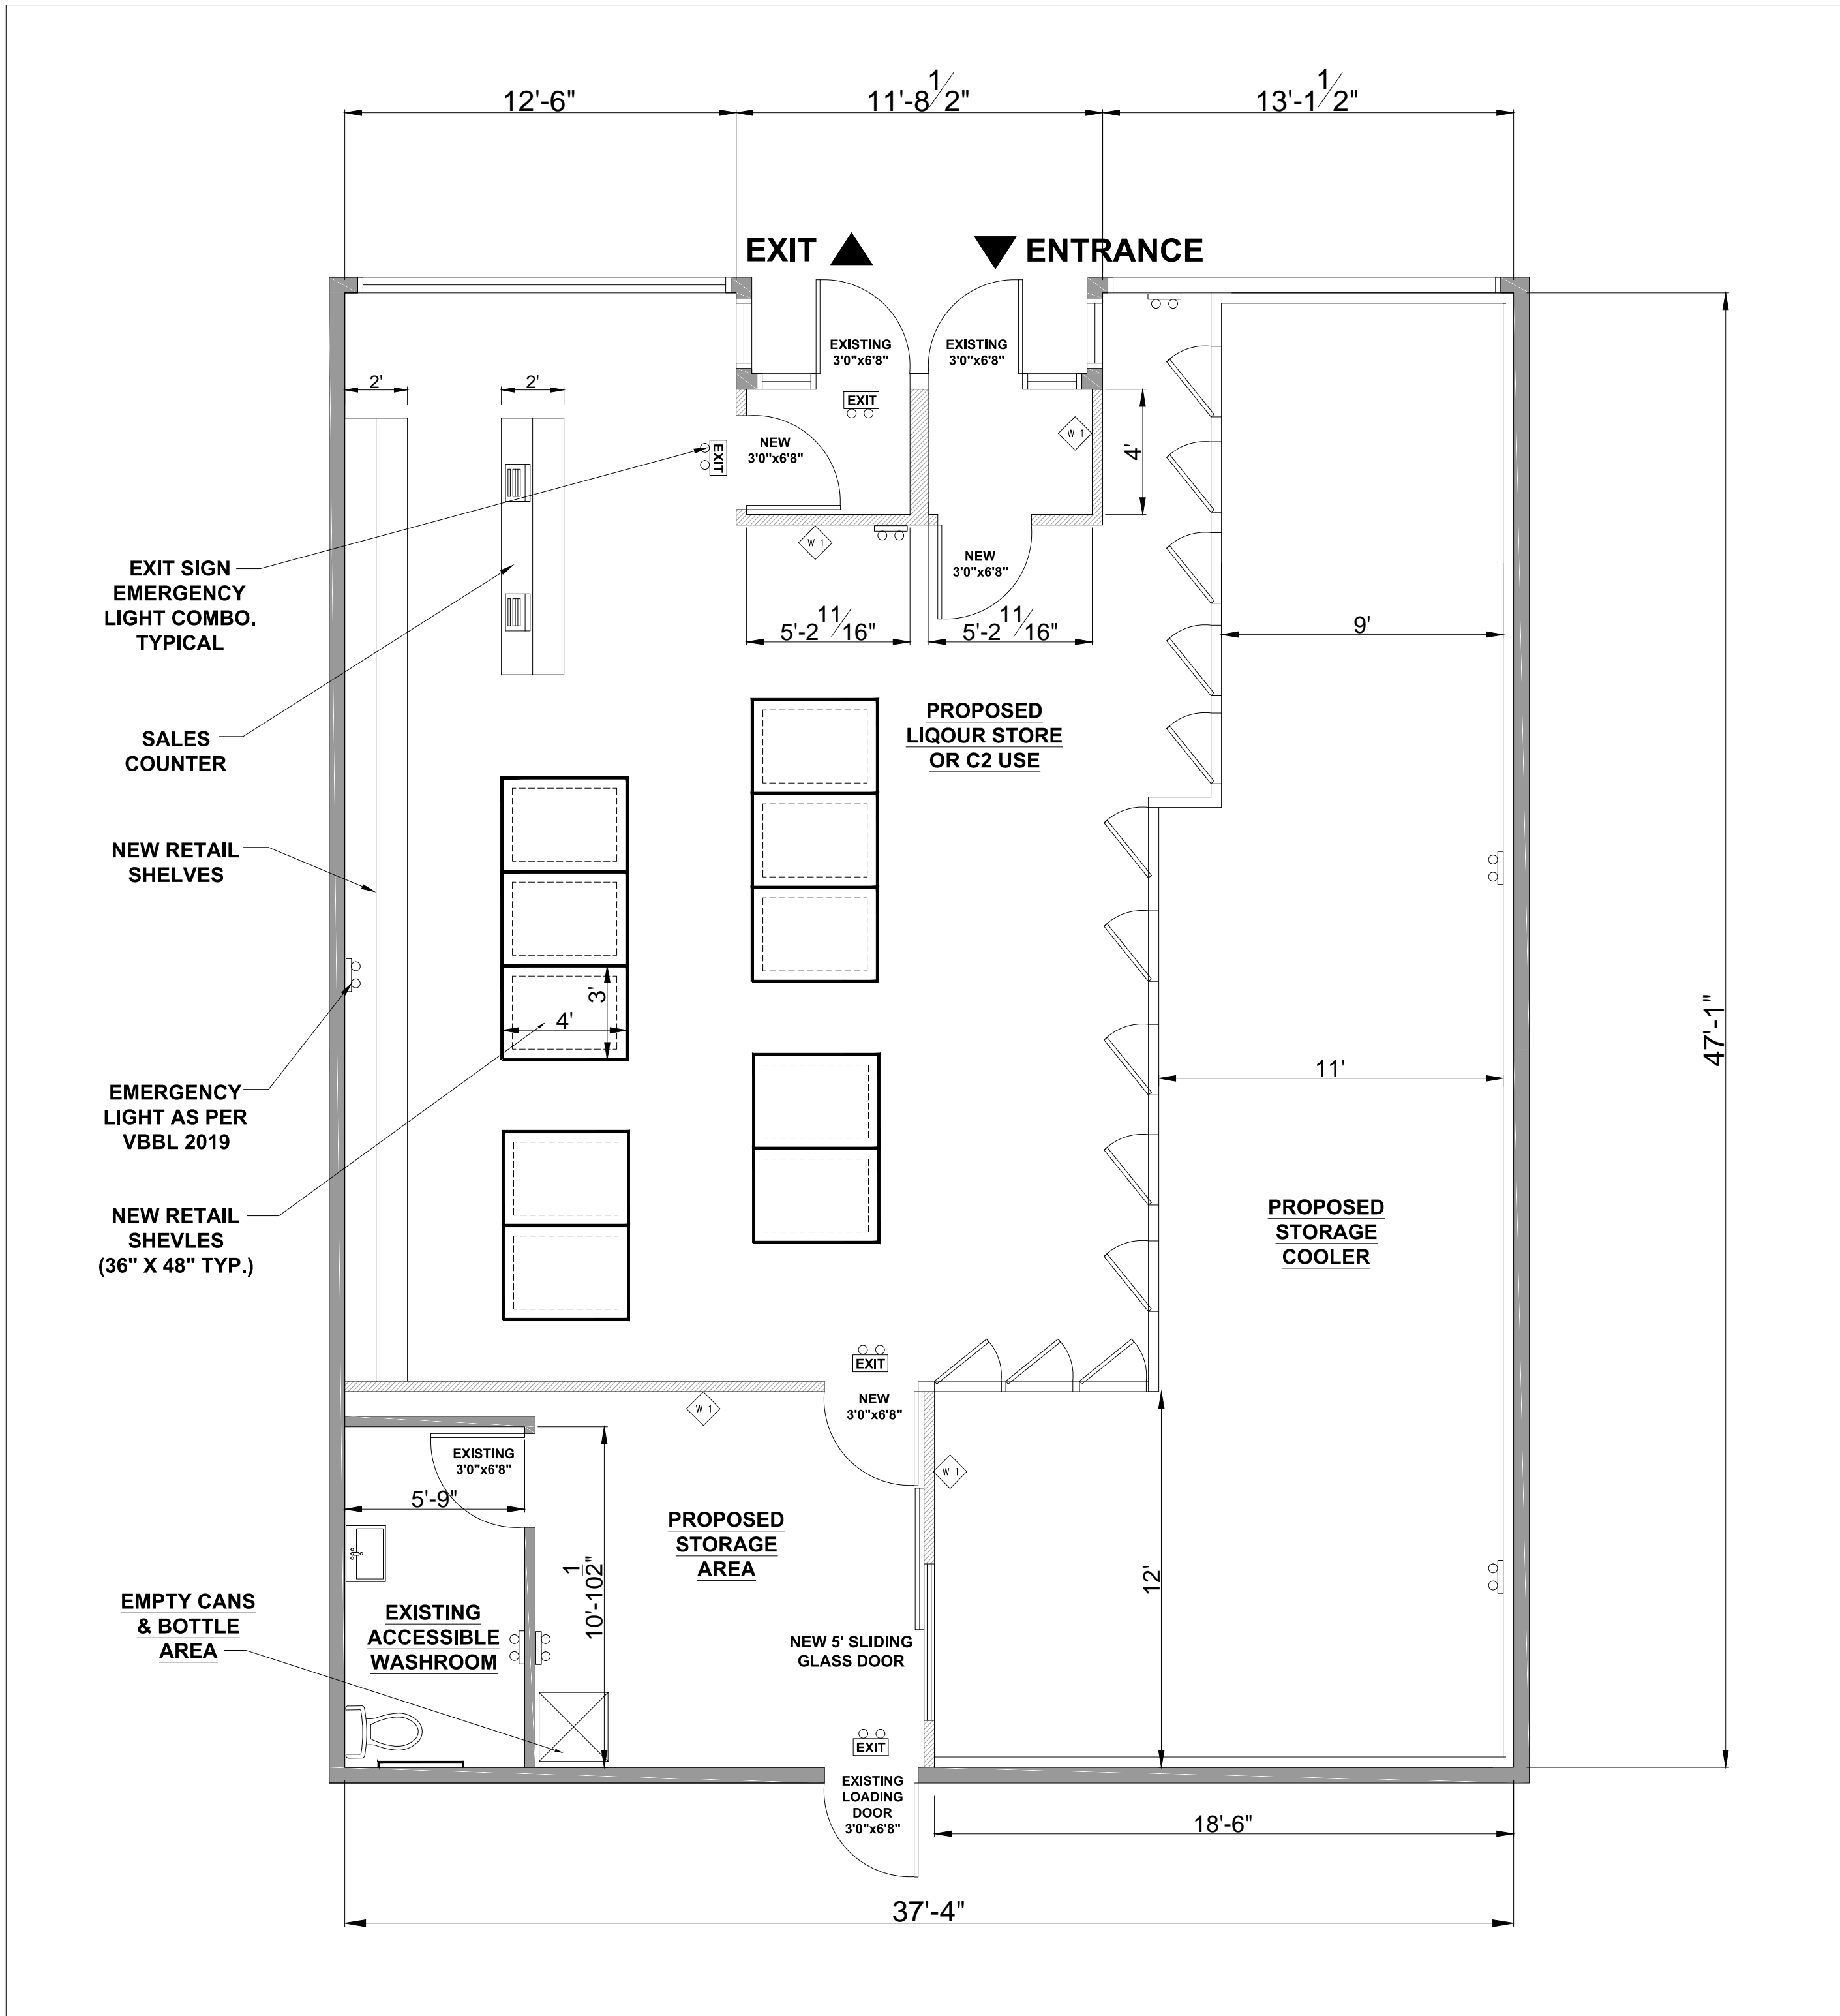 12'-6"
11'-8 1/2"
13'-1 1/2"
EXIT
ENTRANCE
EXISTING
3'0"x6'8"
EXISTING
3'0"x6'8"
2'
2'
EXIT
EXIT
NEW
3'0"x6'8"
W 1
4'
W 1
NEW
3'0"x6'8"
EXIT SIGN
EMERGENCY
LIGHT COMBO.
TYPICAL
5'-2 11/16"
5'-2 11/16"
9'
SALES
COUNTER
PROPOSED
LIQOUR STORE
OR C2 USE
NEW RETAIL
SHELVES
3'
4'
47'-1"
EMERGENCY
LIGHT AS PER
VBBL 2019
11'
NEW RETAIL
SHEVLES
(36" X 48" TYP.)
PROPOSED
STORAGE
COOLER
EXIT
NEW
3'0"x6'8"
W 1
EXISTING
3'0"x6'8"
W 1
5'-9"
PROPOSED
STORAGE
AREA
10'-10 1/2"
12'
EMPTY CANS
& BOTTLE
AREA
EXISTING
ACCESSIBLE
WASHROOM
NEW 5' SLIDING
GLASS DOOR
EXIT
EXISTING
LOADING
DOOR
3'0"x6'8"
18'-6"
37'-4"